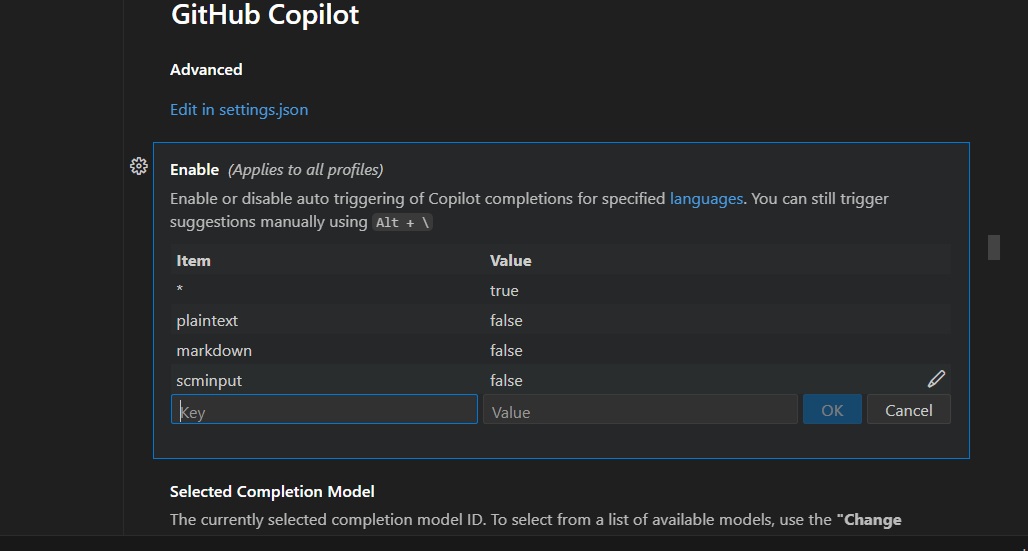 GitHub Copilot
Advanced
Edit in settings.json
Enable (Applies to all profiles)
Enable or disable auto triggering of Copilot completions for specified languages. You can still trigger
suggestions manually using Alt + \
Item Value
* true
plaintext false
markdown false
scminput false
Key Value OK Cancel
Selected Completion Model
The currently selected completion model ID. To select from a list of available models, use the "Change